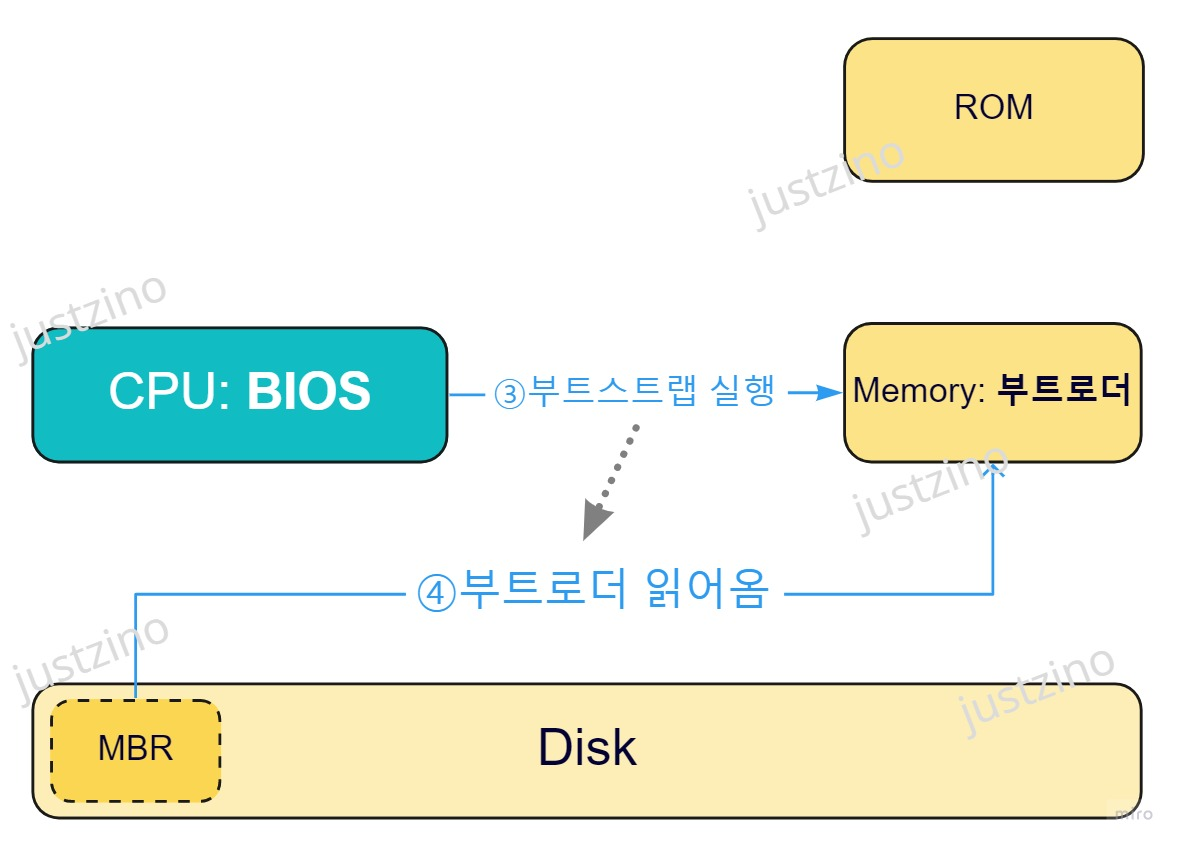 ROM
justzino
justzino
CPU: BIOS
③부트스트랩 실행
Memory: 부트로더
justzino
④부트로더 읽어옴
justzino
justzino
MBR
Disk
miro